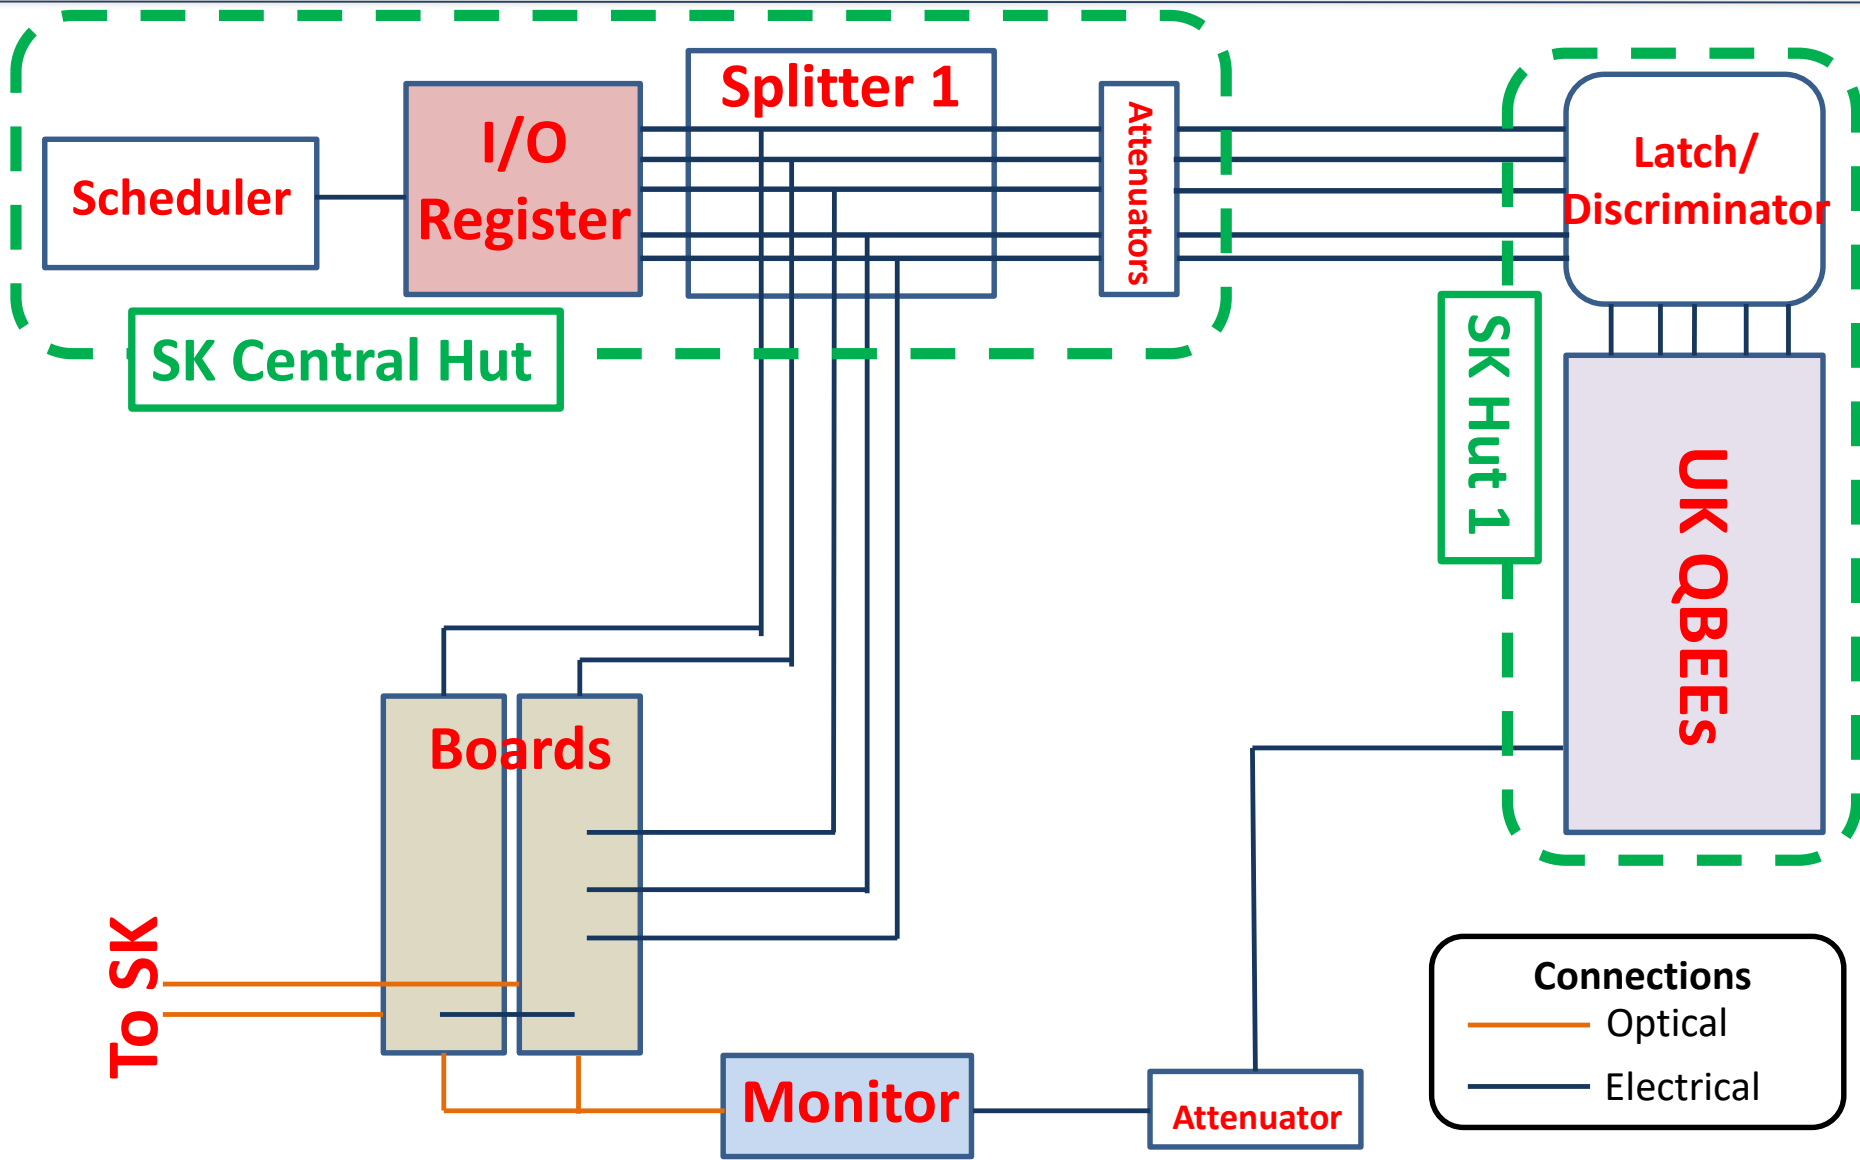 Splitter 1
I/O
Register
Scheduler
Attenuators
Latch/
Discriminator
SK Central Hut
SK Hut 1
UK QBEEs
Boards
To SK
Monitor
Attenuator
Connections
Optical
Electrical